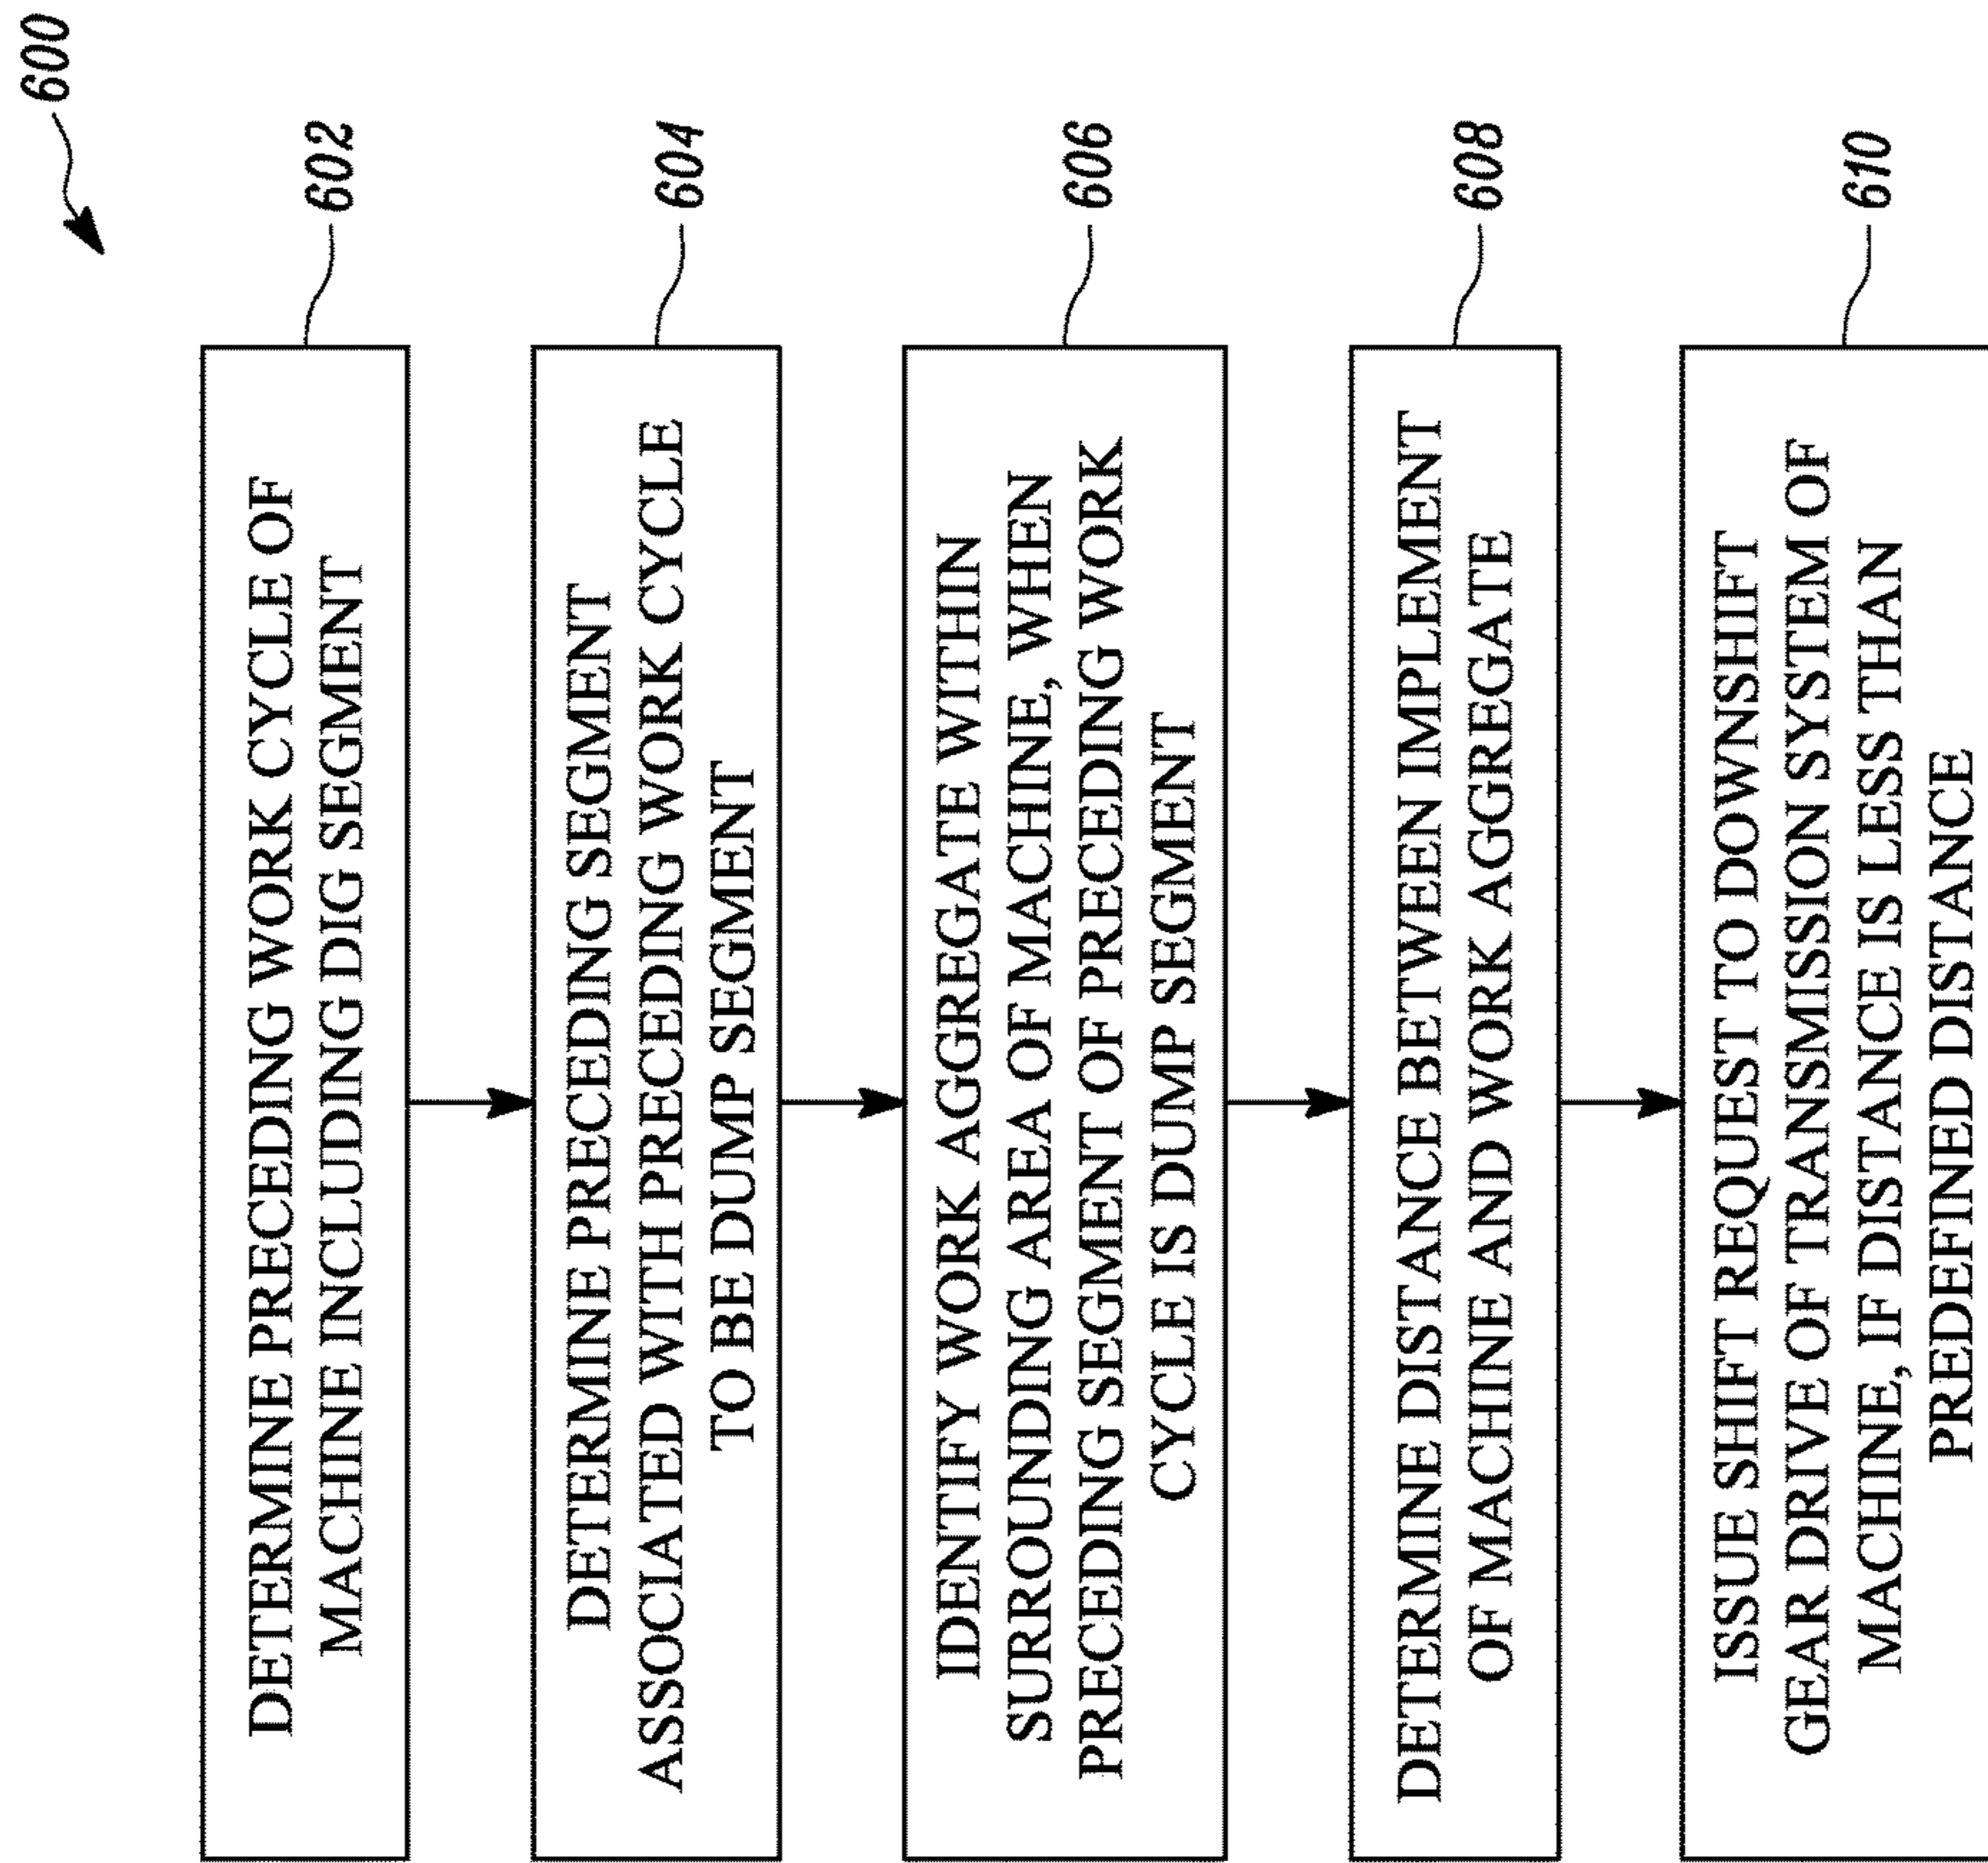 600
DETERMINE PRECEDING WORK CYCLE OF
MACHINE INCLUDING DIG SEGMENT
602
DETERMINE PRECEDING SEGMENT
ASSOCIATED WITH PRECEDING WORK CYCLE
TO BE DUMP SEGMENT
604
IDENTIFY WORK AGGREGATE WITHIN
SURROUNDING AREA OF MACHINE, WHEN
PRECEDING SEGMENT OF PRECEDING WORK
CYCLE IS DUMP SEGMENT
606
DETERMINE DISTANCE BETWEEN IMPLEMENT
OF MACHINE AND WORK AGGREGATE
608
ISSUE SHIFT REQUEST TO DOWNSHIFT
GEAR DRIVE OF TRANSMISSION SYSTEM OF
MACHINE, IF DISTANCE IS LESS THAN
PREDEFINED DISTANCE
610